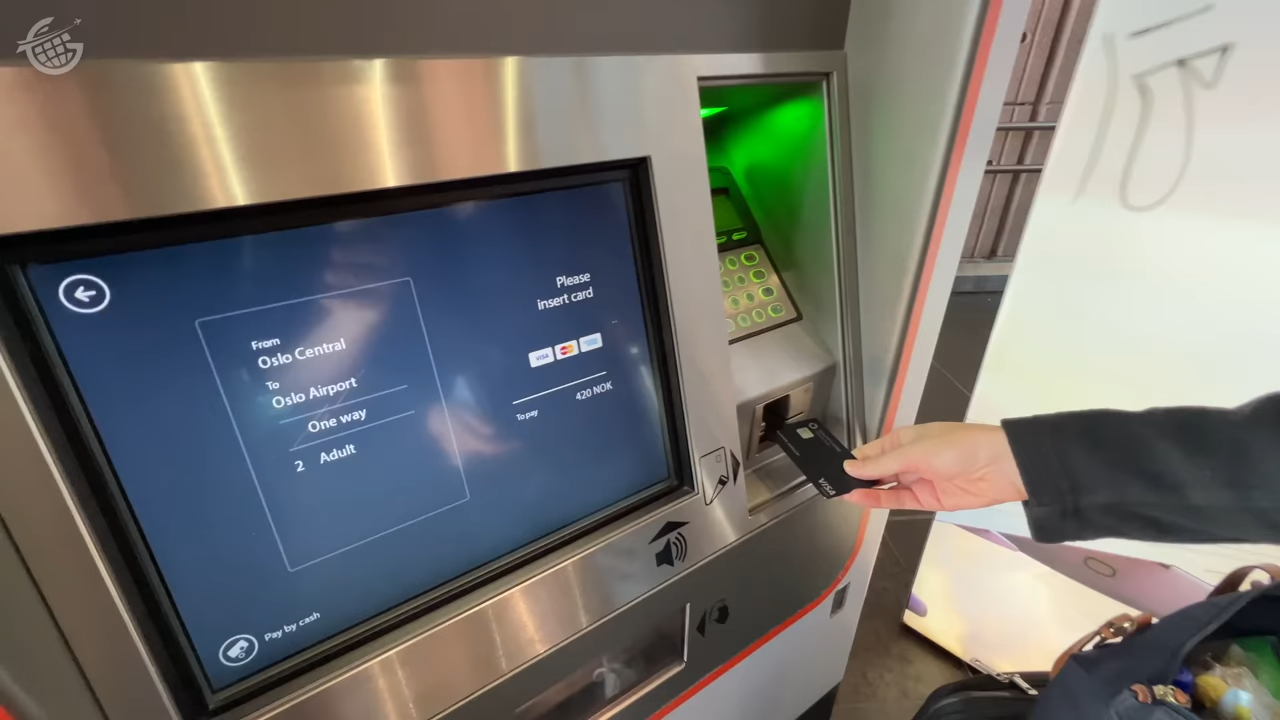 From
Oslo Central
To
Oslo Airport
One way
2 Adult
Please
insert card
VISA
To pay 420 NOK
Pay by cash
VISA